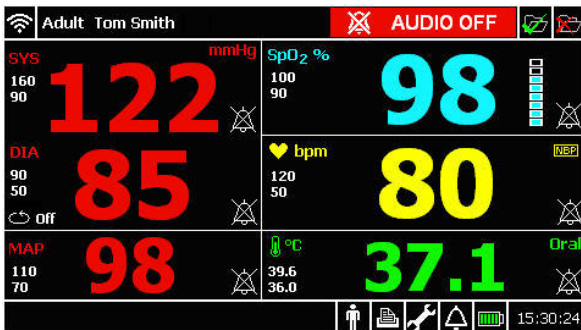 Adult Tom Smith AUDIO OFF
SYS mmHg
160
90
122
SpO2 %
100
90
98
DIA
90
50
Off
85
bpm NBP
120
50
80
MAP
110
70
98
°C Oral
39.6
36.0
37.1
15:30:24